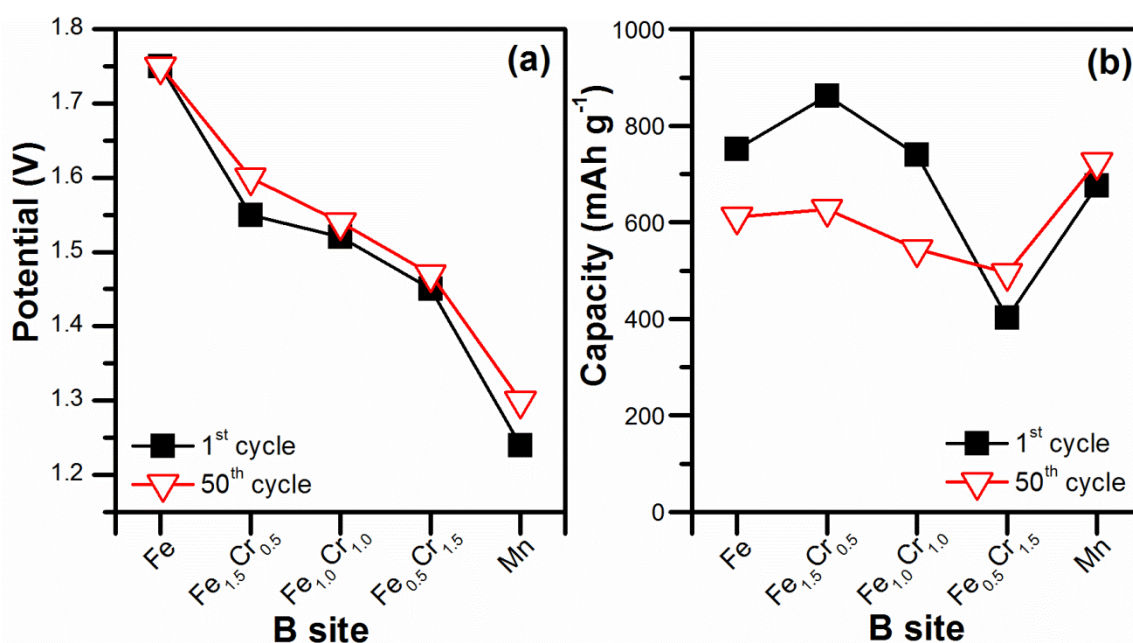 (a)
Potential (V)
1.8
1.7
1.6
1.5
1.4
1.3
1.2
1st cycle
50th cycle
Fe
Fe1.5Cr0.5
Fe1.0Cr1.0
Fe0.5Cr1.5
Mn
B site
(b)
Capacity (mAh g-1)
1000
800
600
400
200
0
1st cycle
50th cycle
Fe
Fe1.5Cr0.5
Fe1.0Cr1.0
Fe0.5Cr1.5
Mn
B site